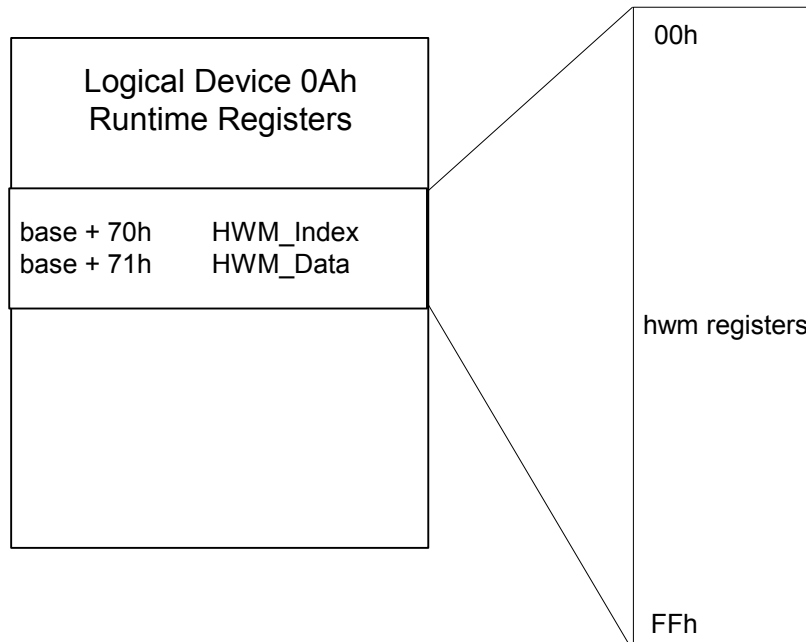 Logical Device 0Ah
Runtime Registers
base + 70h HWM_Index
base + 71h HWM_Data
00h
hwm registers
FFh